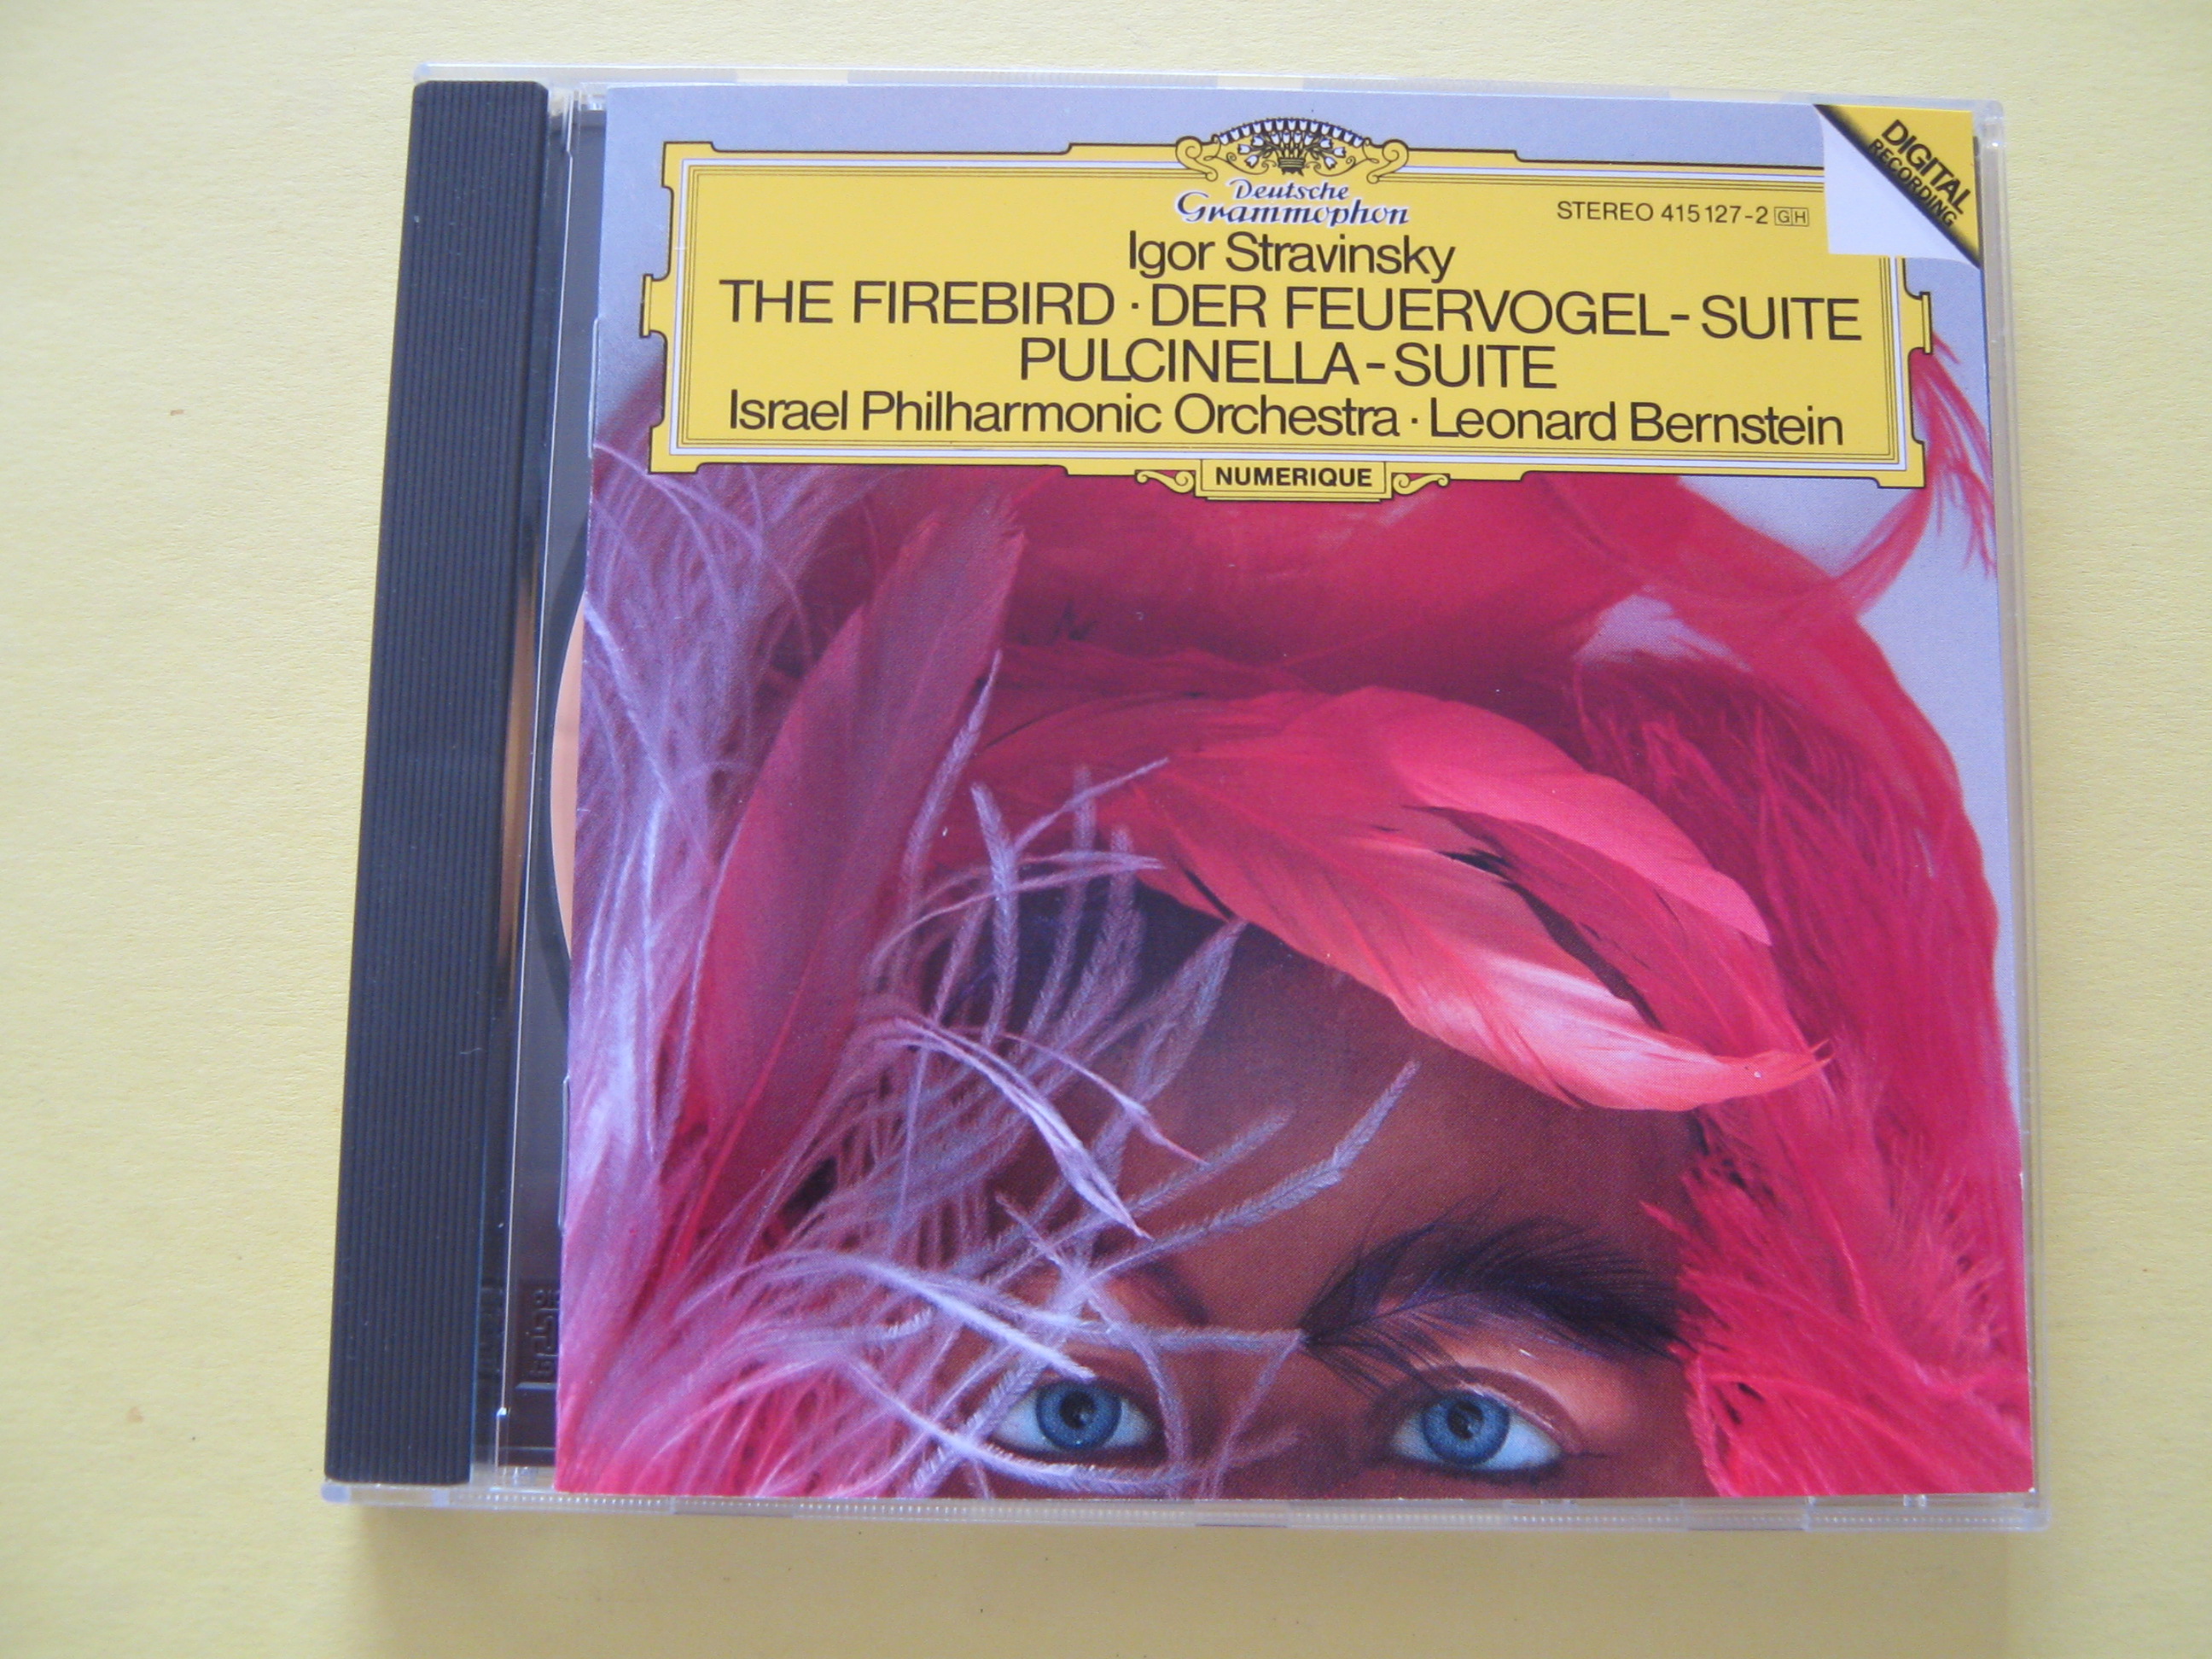 DIGITAL
RECORDING
Deutsche
Grammophon
STEREO 415 127-2 GH
Igor Stravinsky
THE FIREBIRD · DER FEUERVOGEL-SUITE
PULCINELLA-SUITE
Israel Philharmonic Orchestra · Leonard Bernstein
NUMERIQUE